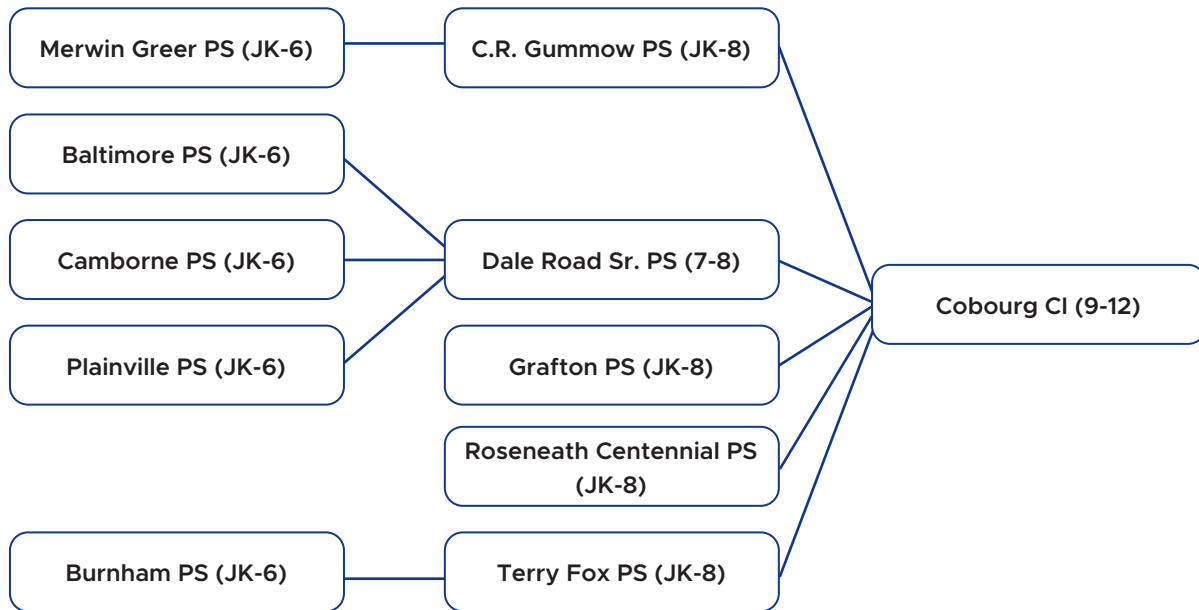 Merwin Greer PS (JK-6)
C.R. Gummow PS (JK-8)
Baltimore PS (JK-6)
Camborne PS (JK-6)
Dale Road Sr. PS (7-8)
Cobourg CI (9-12)
Plainville PS (JK-6)
Grafton PS (JK-8)
Roseneath Centennial PS
(JK-8)
Burnham PS (JK-6)
Terry Fox PS (JK-8)